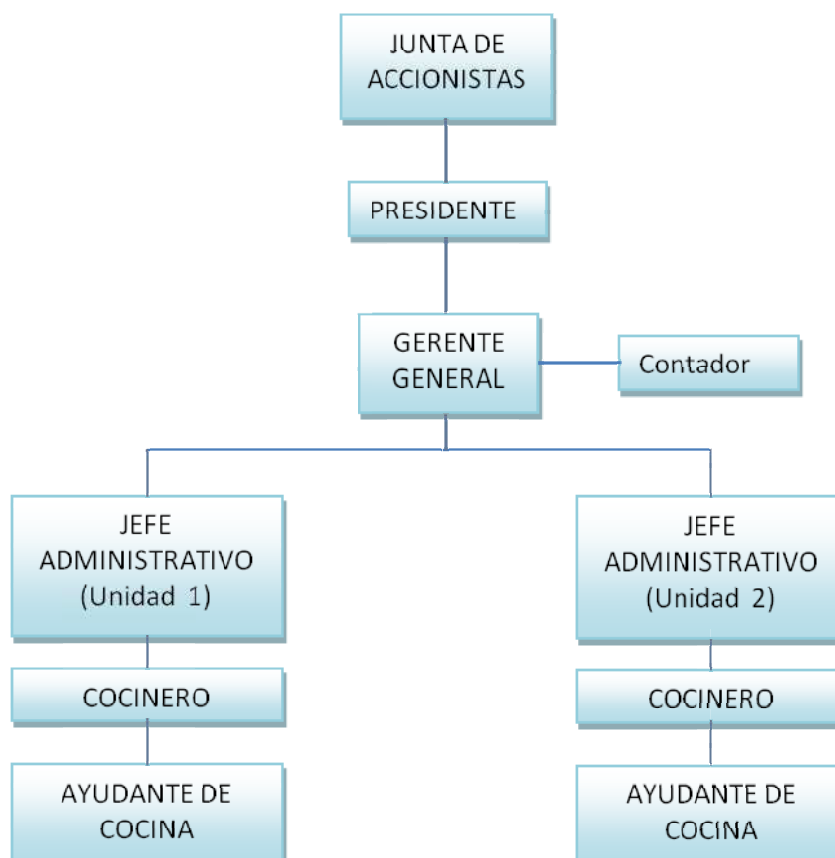 JUNTA DE
ACCIONISTAS
PRESIDENTE
GERENTE
GENERAL
Contador
JEFE
ADMINISTRATIVO
(Unidad 1)
JEFE
ADMINISTRATIVO
(Unidad 2)
COCINERO
COCINERO
AYUDANTE DE
COCINA
AYUDANTE DE
COCINA